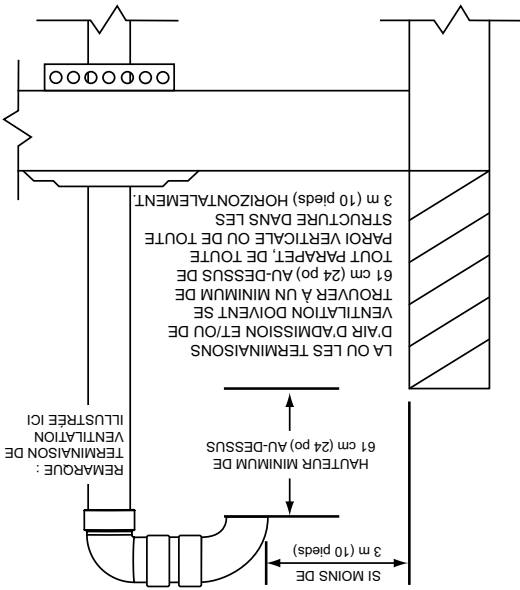 SI MOINS DE
3 m (10 pieds)
HAUTEUR MINIMUM DE
61 cm (24 po) AU-DESSUS
REMARQUE :
TERMINAISON DE
VENTILATION
ILLUSTRÉE ICI
LA OU LES TERMINAISONS
D'AIR D'ADMISSION ET/OU DE
VENTILATION DOIVENT SE
TROUVER À UN MINIMUM DE
61 cm (24 po) AU-DESSUS DE
TOUT PARAPET, DE TOUTE
PAROI VERTICALE OU DE TOUTE
STRUCTURE DANS LES
3 m (10 pieds) HORIZONTALEMENT.